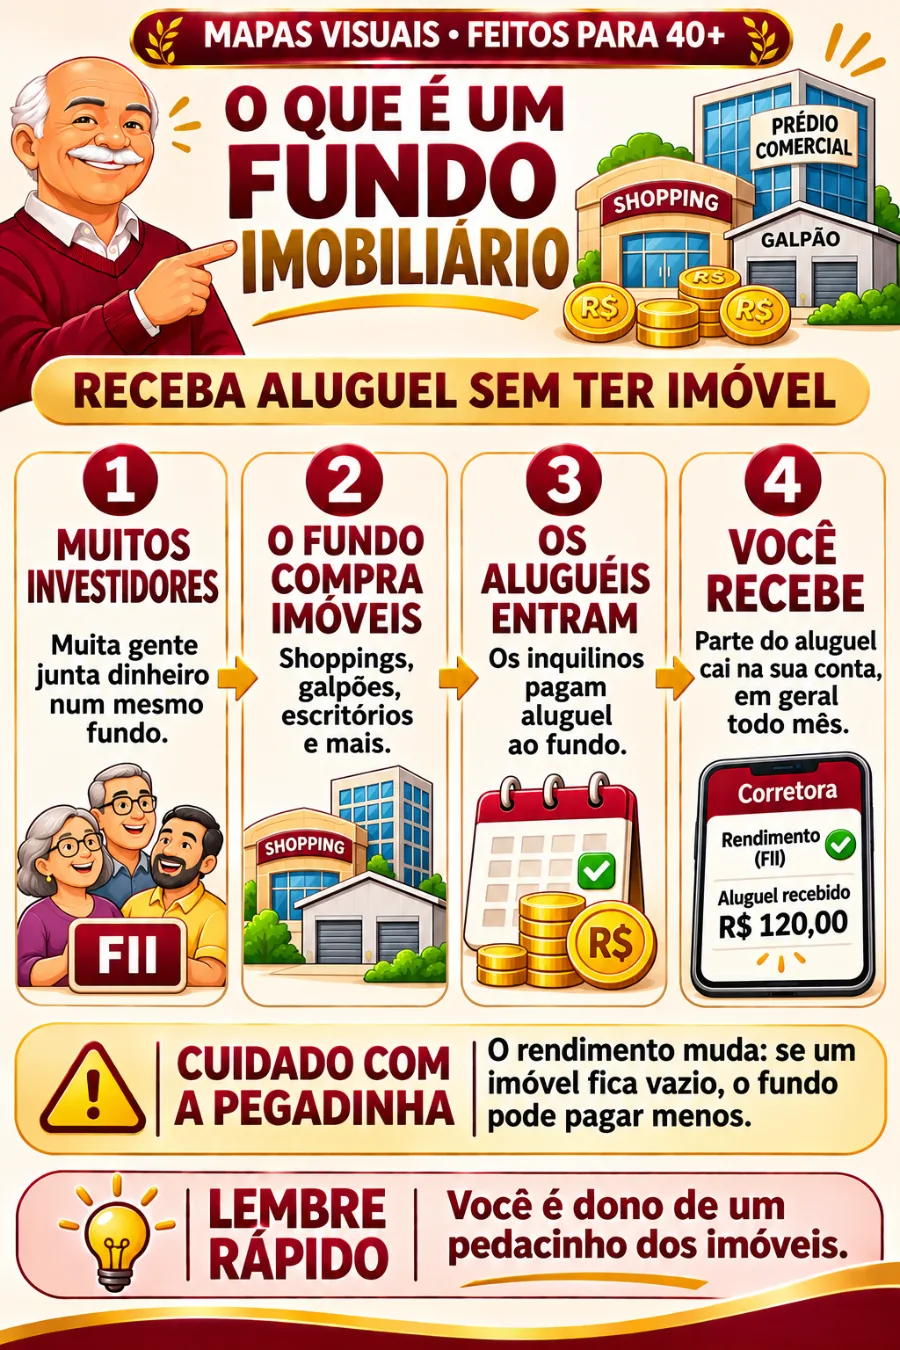 MAPAS VISUAIS • FEITOS PARA 40+
O QUE É UM
FUNDO
IMOBILIÁRIO
PRÉDIO
COMERCIAL
SHOPPING
GALPÃO
R$
R$
R$
RECEBA ALUGUEL SEM TER IMÓVEL
1
MUITOS
INVESTIDORES
Muita gente
junta dinheiro
num mesmo
fundo.
FII
2
O FUNDO
COMPRA
IMÓVEIS
Shoppings,
galpões,
escritórios
e mais.
SHOPPING
3
OS
ALUGUÉIS
ENTRAM
Os inquilinos
pagam
aluguel
ao fundo.
R$
4
VOCÊ
RECEBE
Parte do aluguel
cai na sua conta,
em geral
todo mês.
Corretora
Rendimento
(FII)
Aluguel recebido
R$ 120,00
CUIDADO COM
A PEGADINHA
O rendimento muda: se um
imóvel fica vazio, o fundo
pode pagar menos.
LEMBRE
RÁPIDO
Você é dono de um
pedacinho dos imóveis.